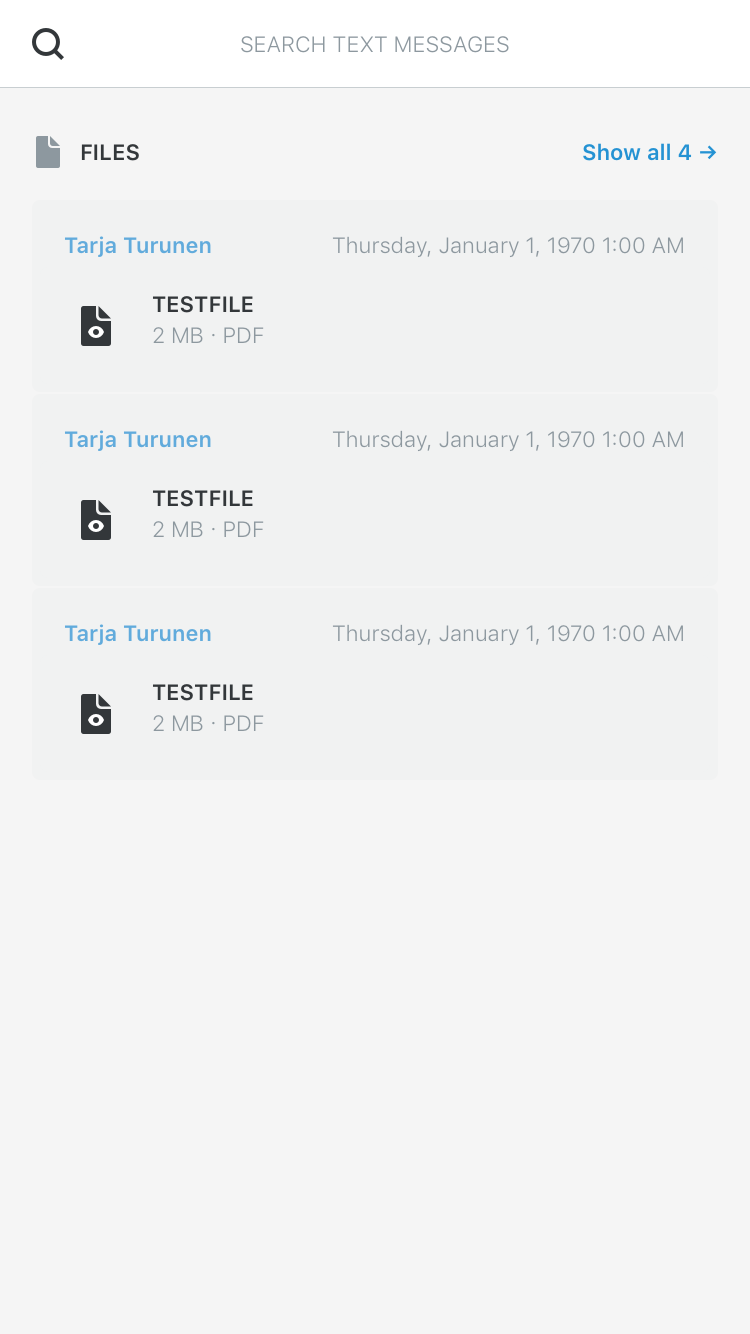 SEARCH TEXT MESSAGES
FILES Show all 4 →
Tarja Turunen Thursday, January 1, 1970 1:00 AM
TESTFILE
2 MB · PDF
Tarja Turunen Thursday, January 1, 1970 1:00 AM
TESTFILE
2 MB · PDF
Tarja Turunen Thursday, January 1, 1970 1:00 AM
TESTFILE
2 MB · PDF